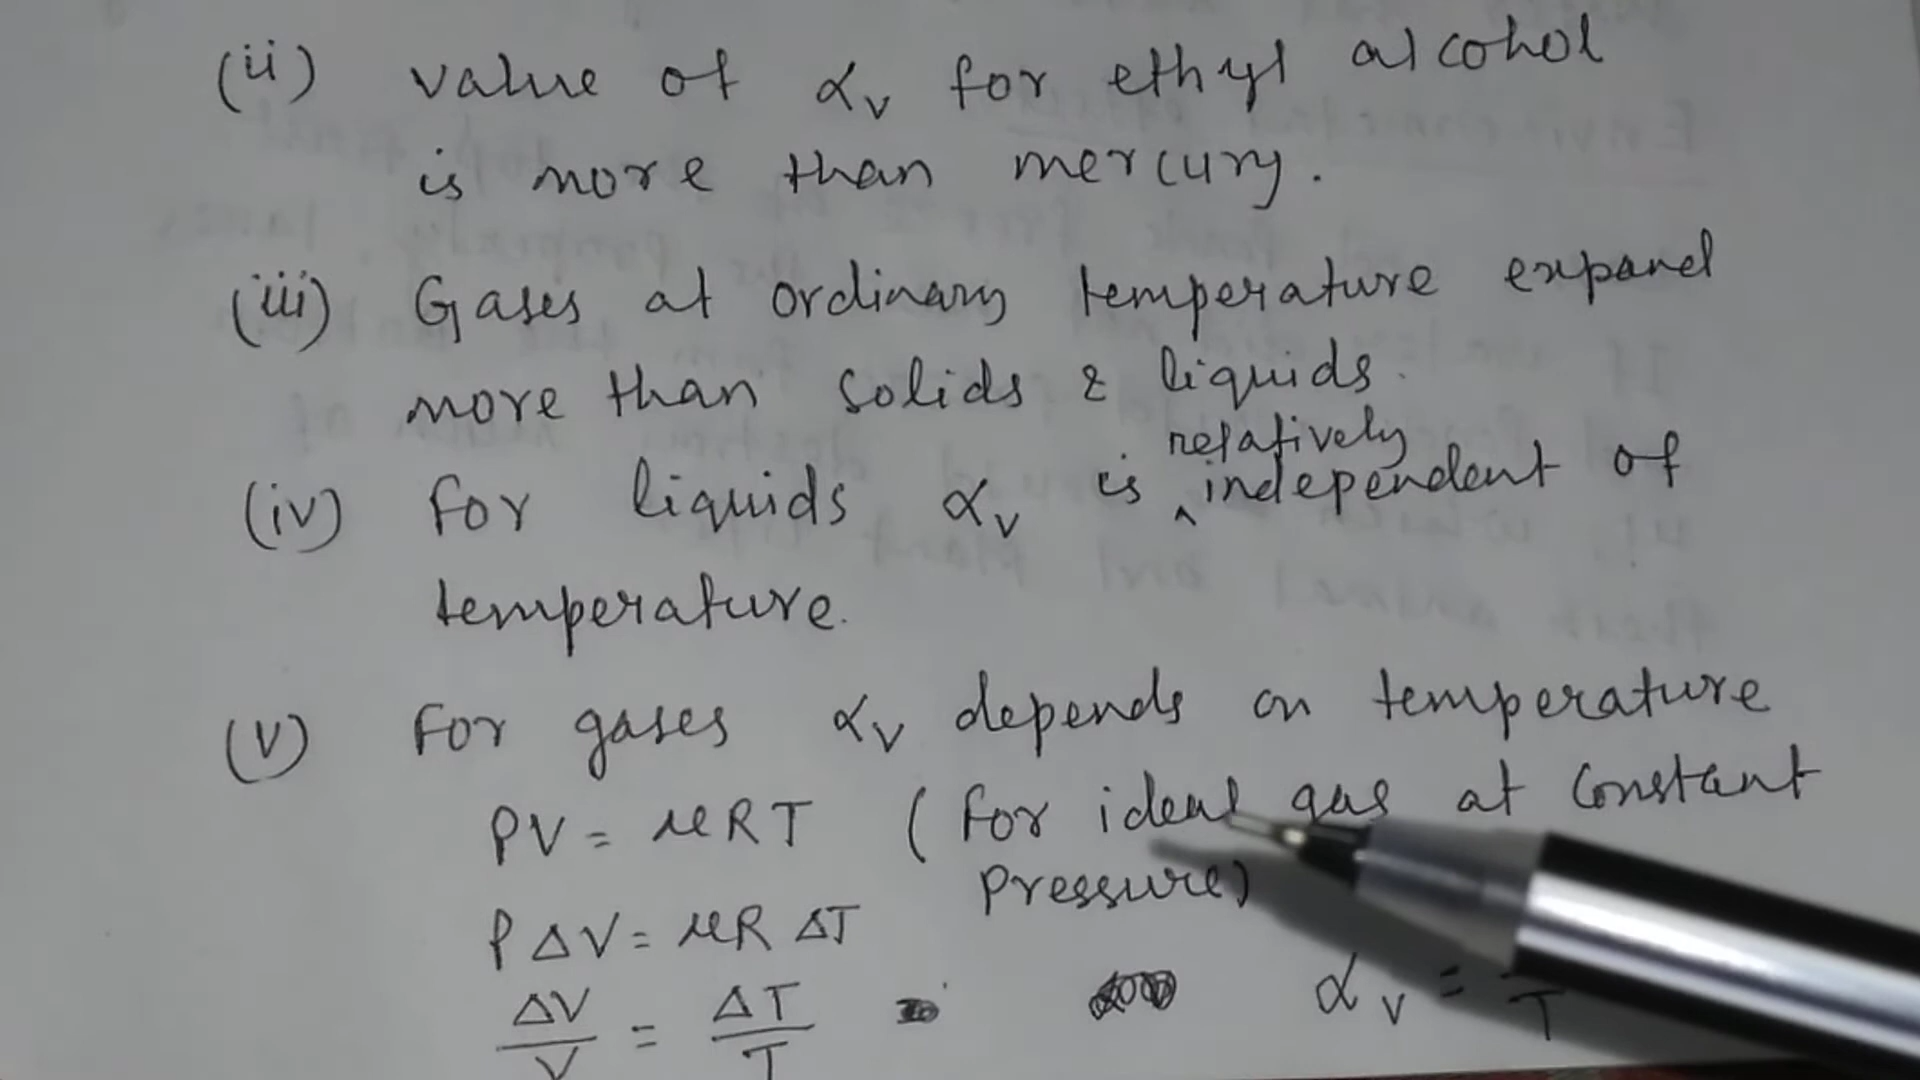 (ii) value of αᵥ for ethyl alcohol
is more than mercury.
(iii) Gases at ordinary temperature expand
more than solids & liquids.
relatively
(iv) For liquids αᵥ is ^ independent of
temperature.
(v) For gases αᵥ depends on temperature
PV = μRT (for ideal gas at constant
pressure)
PΔV = μR ΔT
ΔV/V = ΔT/T αᵥ = /T